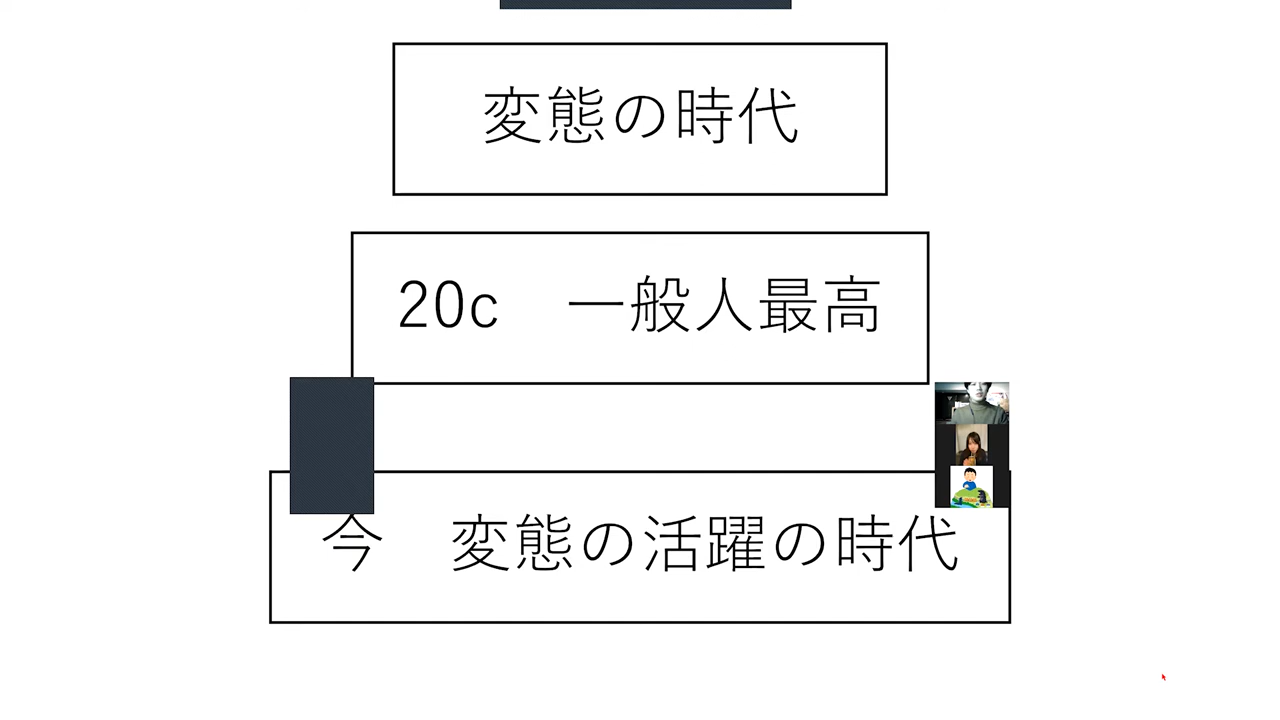 変態の時代
20c　一般人最高
今　変態の活躍の時代